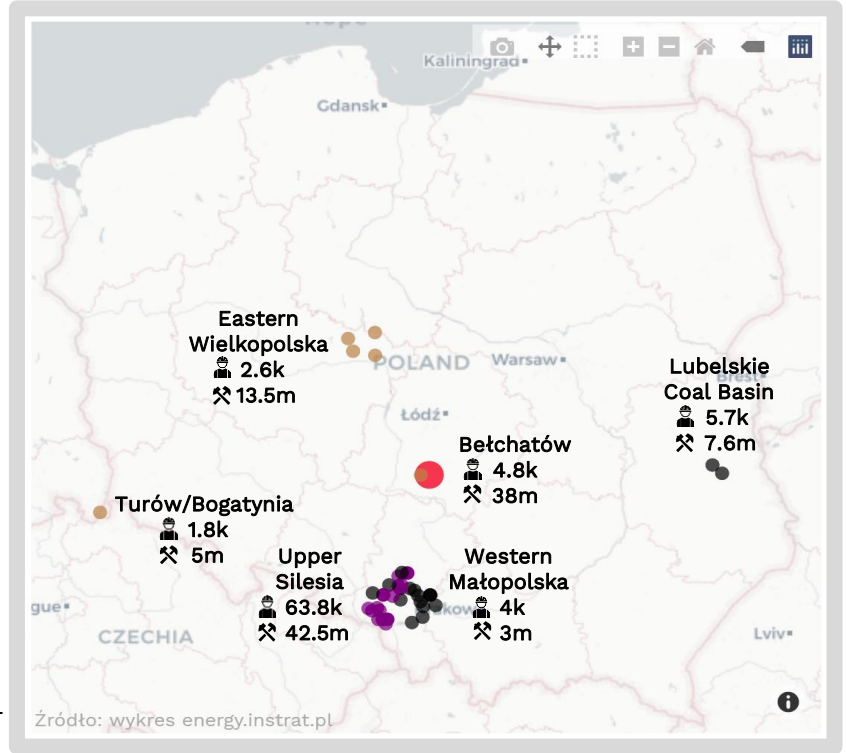 Kaliningrad
Gdansk
Eastern
Wielkopolska
2.6k
13.5m
POLAND
Warsaw
Lubelskie
Coal Basin
5.7k
7.6m
Łódź
Bełchatów
4.8k
38m
Turów/Bogatynia
1.8k
5m
Upper
Silesia
63.8k
42.5m
Western
Małopolska
4k
3m
gue
kow
CZECHIA
Lviv
Źródło: wykres energy.instrat.pl